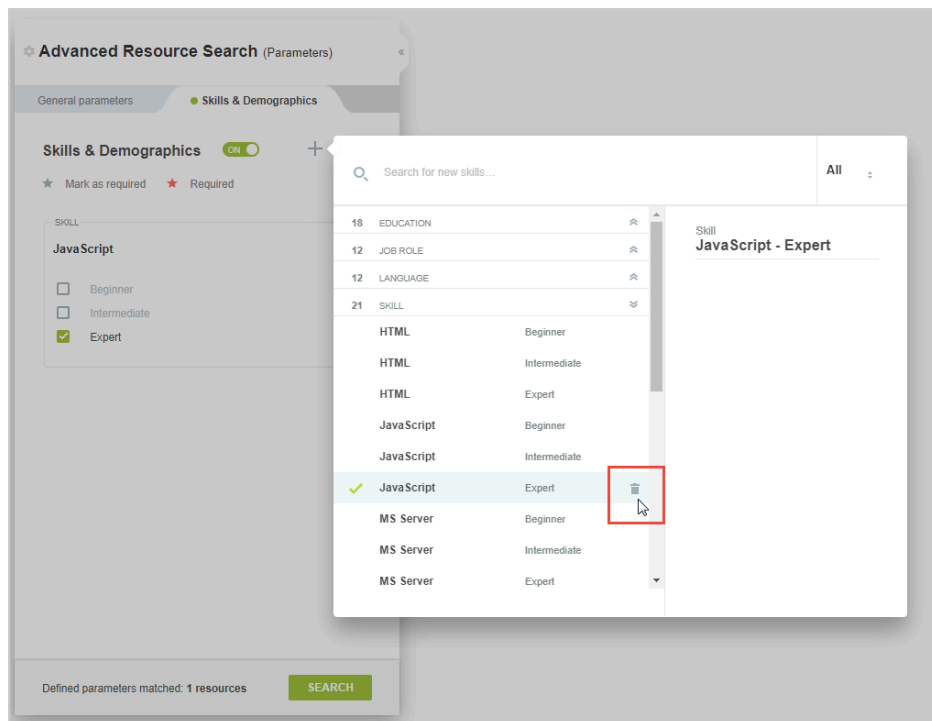 Advanced Resource Search (Parameters)
«
General parameters
Skills & Demographics
Skills & Demographics
ON
Mark as required
Required
SKILL
JavaScript
Beginner
Intermediate
Expert
Search for new skills...
All
18 EDUCATION
12 JOB ROLE
12 LANGUAGE
21 SKILL
HTML Beginner
HTML Intermediate
HTML Expert
JavaScript Beginner
JavaScript Intermediate
JavaScript Expert
MS Server Beginner
MS Server Intermediate
MS Server Expert
Skill
JavaScript - Expert
Defined parameters matched: 1 resources
SEARCH